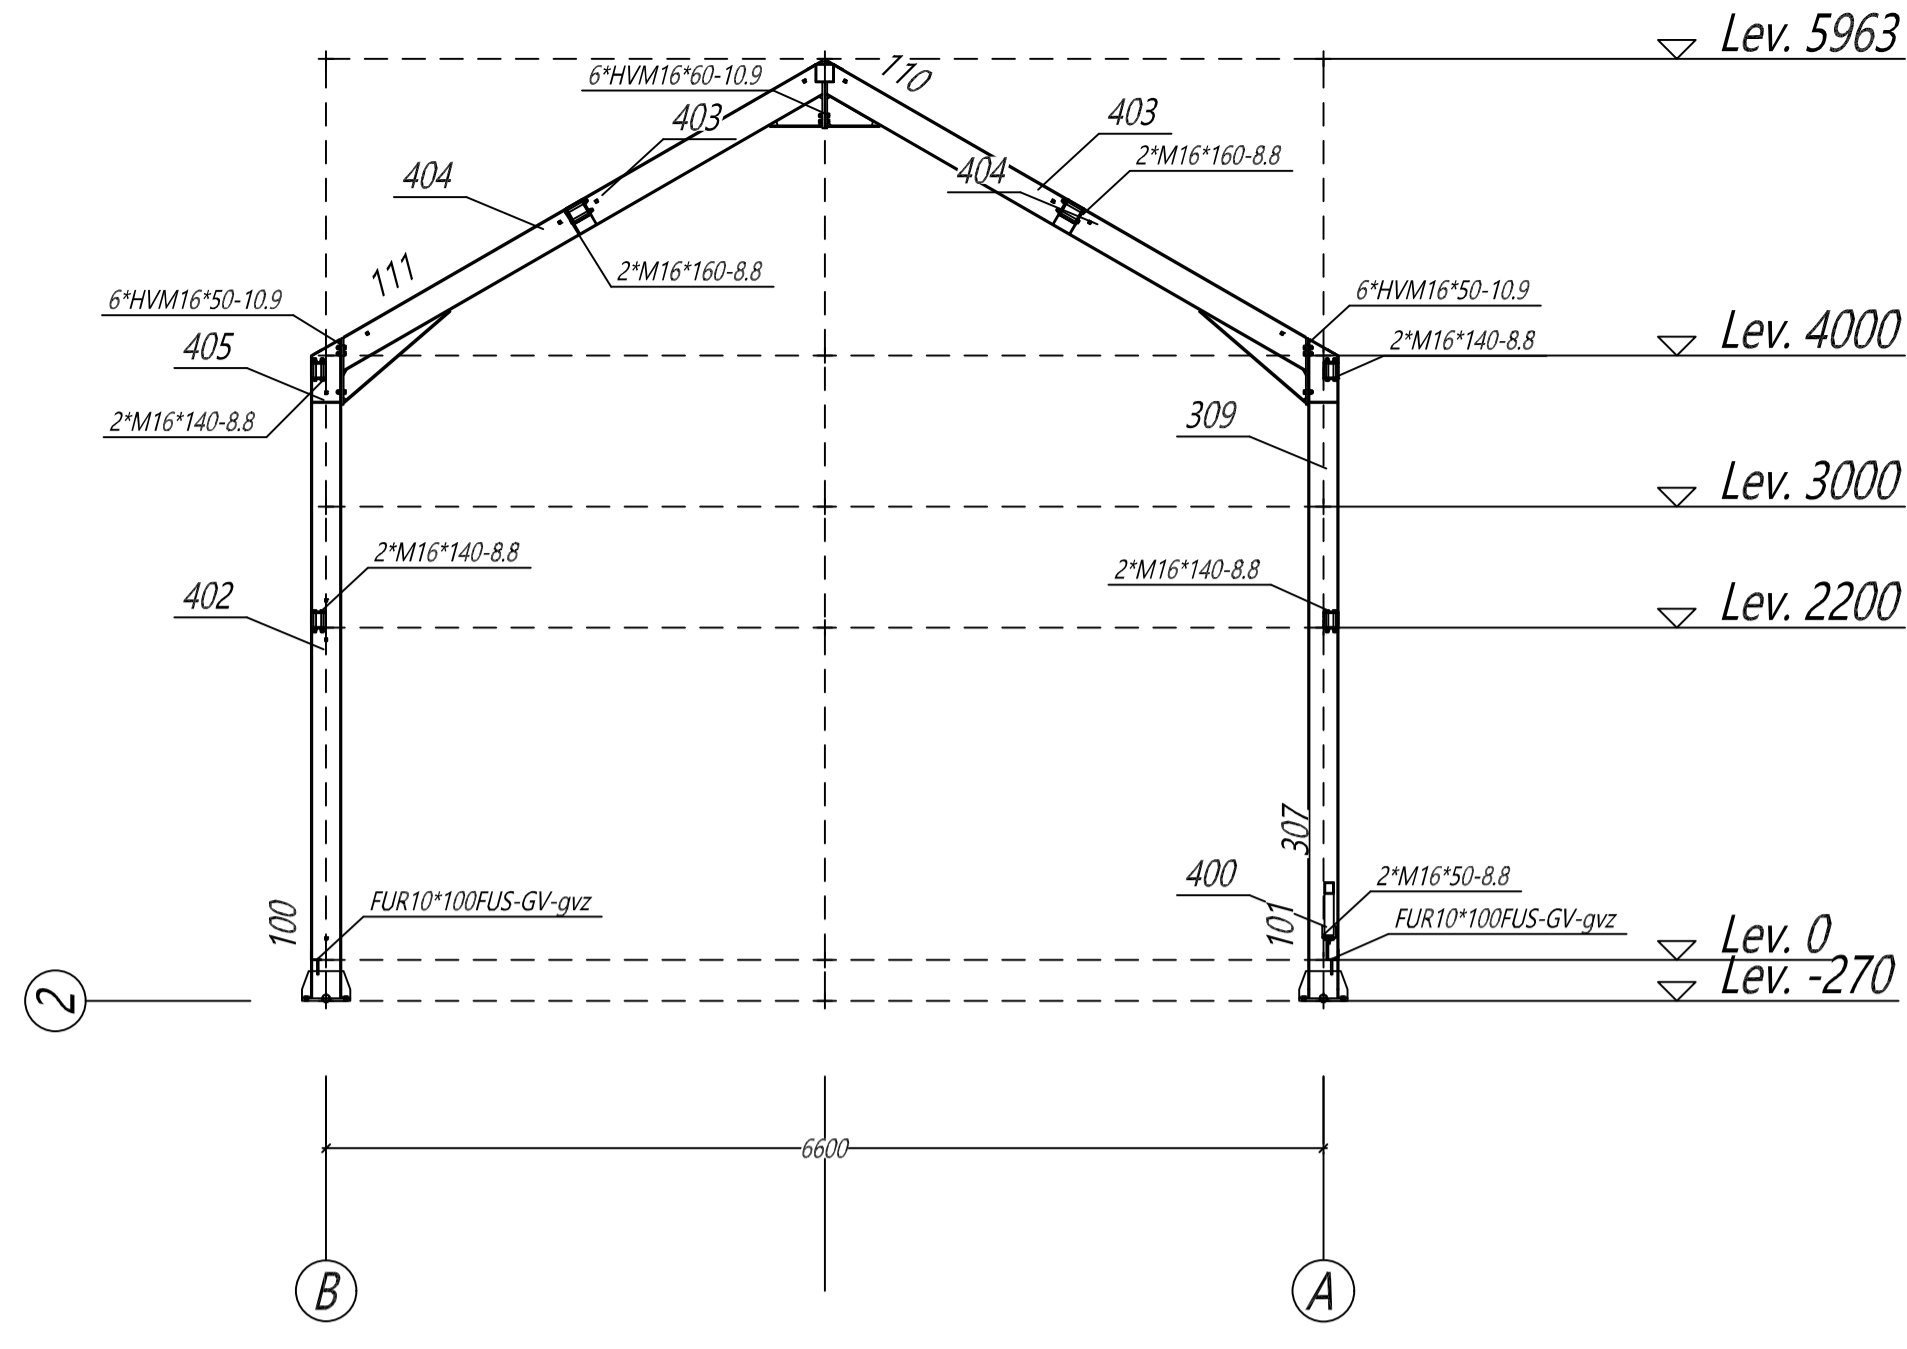 Lev. 5963
6*HVM16*60-10.9
110
403
403
2*M16*160-8.8
404
404
111
2*M16*160-8.8
6*HVM16*50-10.9
6*HVM16*50-10.9
Lev. 4000
405
2*M16*140-8.8
2*M16*140-8.8
309
Lev. 3000
2*M16*140-8.8
2*M16*140-8.8
402
Lev. 2200
307
400
2*M16*50-8.8
100
FUR10*100FUS-GV-gvz
101
FUR10*100FUS-GV-gvz
Lev. 0
Lev. -270
2
6600
B
A